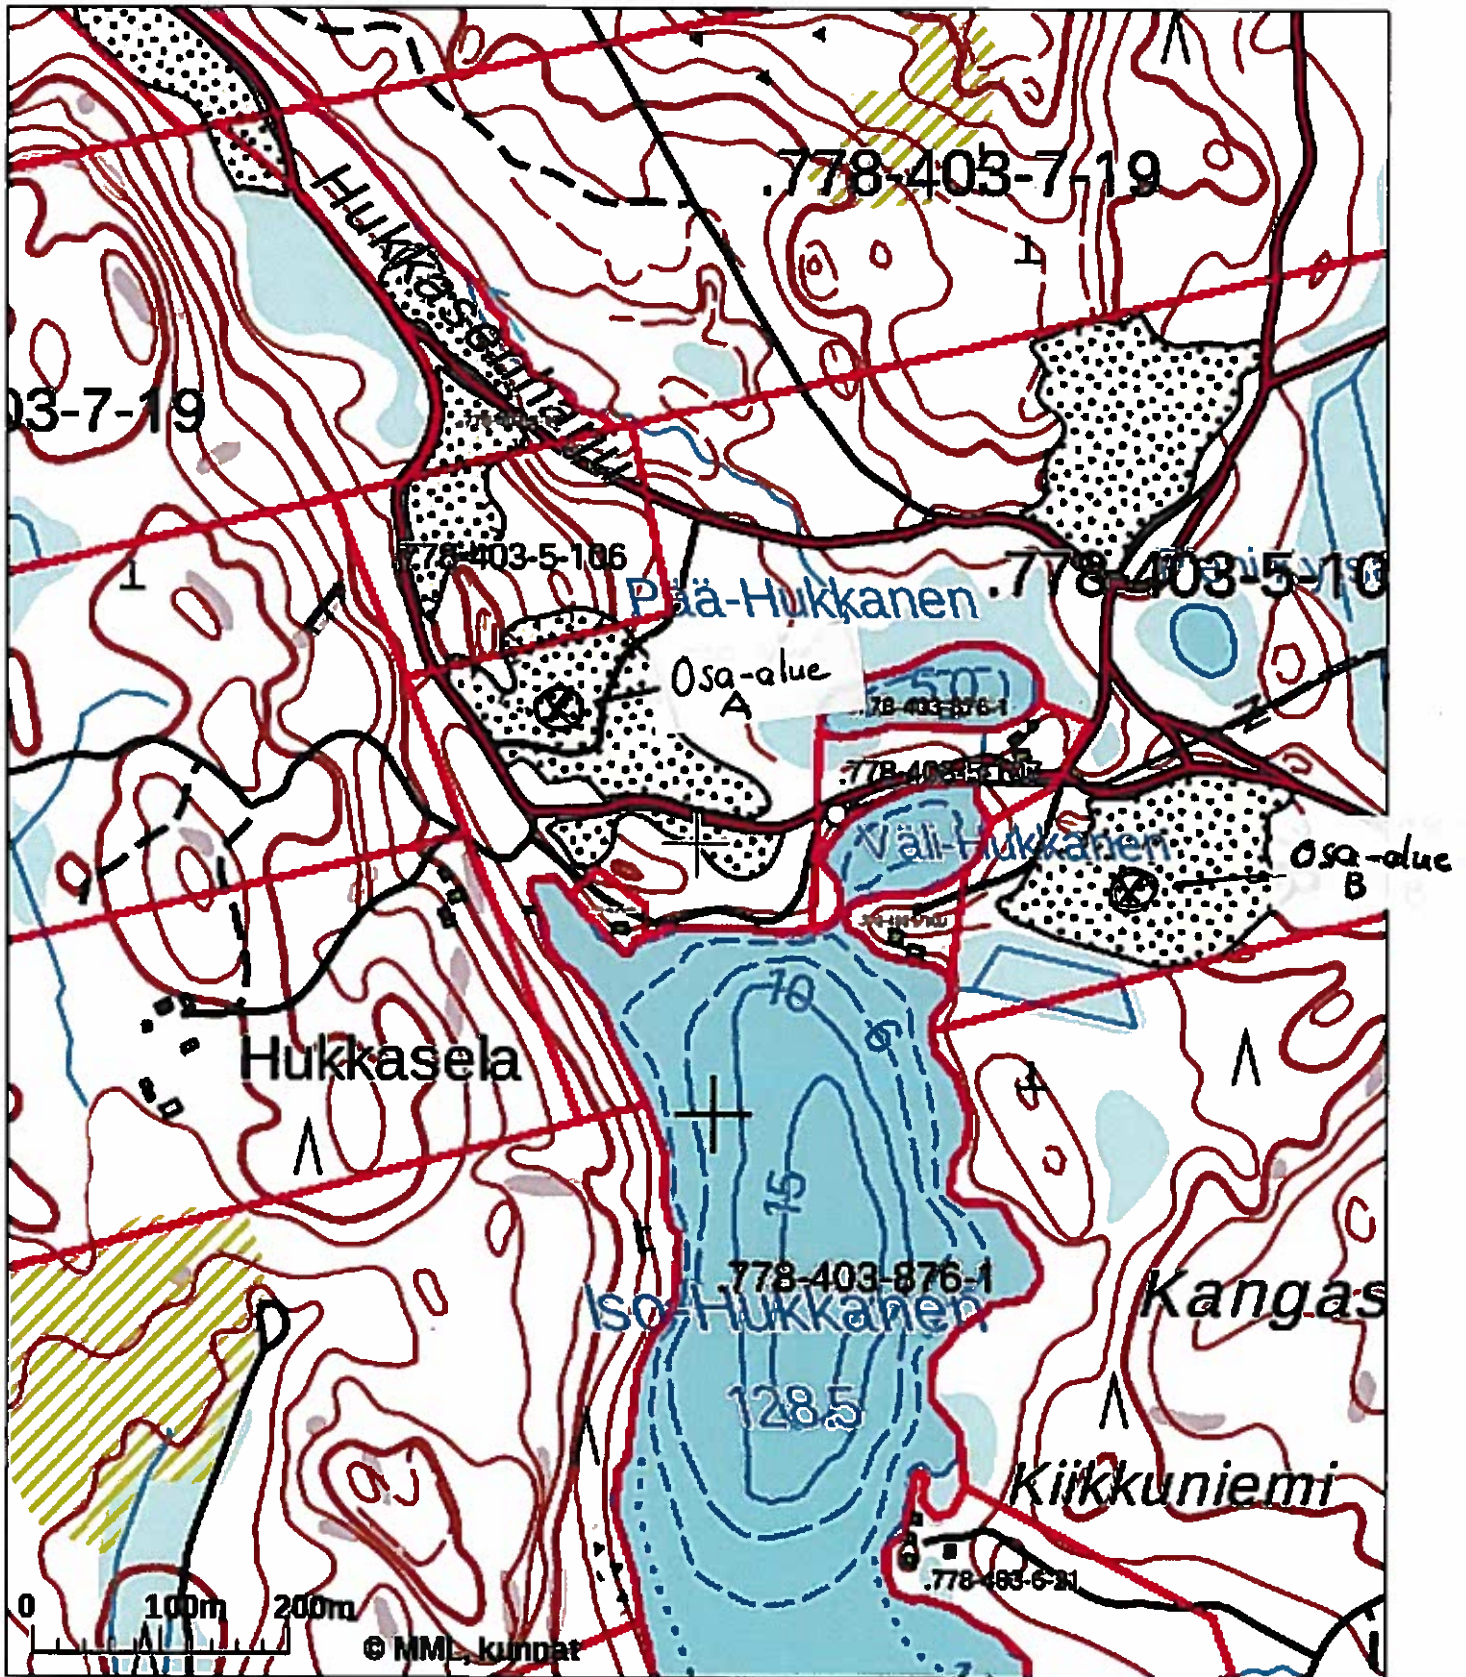 .778-403-7-19
Hukkasenharju
03-7-19
.778-403-5-106
.778-403-5-10
Pää-Hukkanen
Osa-alue
A
.778-403-876-1
Väli-Hukkanen
Osa-alue
B
10
6
Hukkasela
15
.778-403-876-1
Iso-Hukkanen
Kangas
128.5
Kiikkuniemi
.778-403-6-21
0 100m 200m
© MML, kunnat